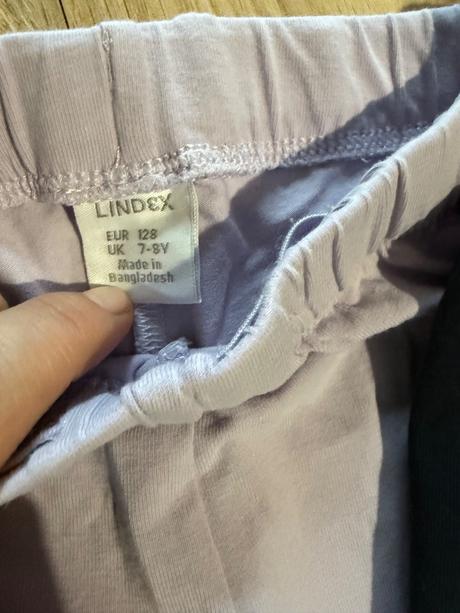 LINDEX
EUR 128
UK 7-8Y
Made in
Bangladesh